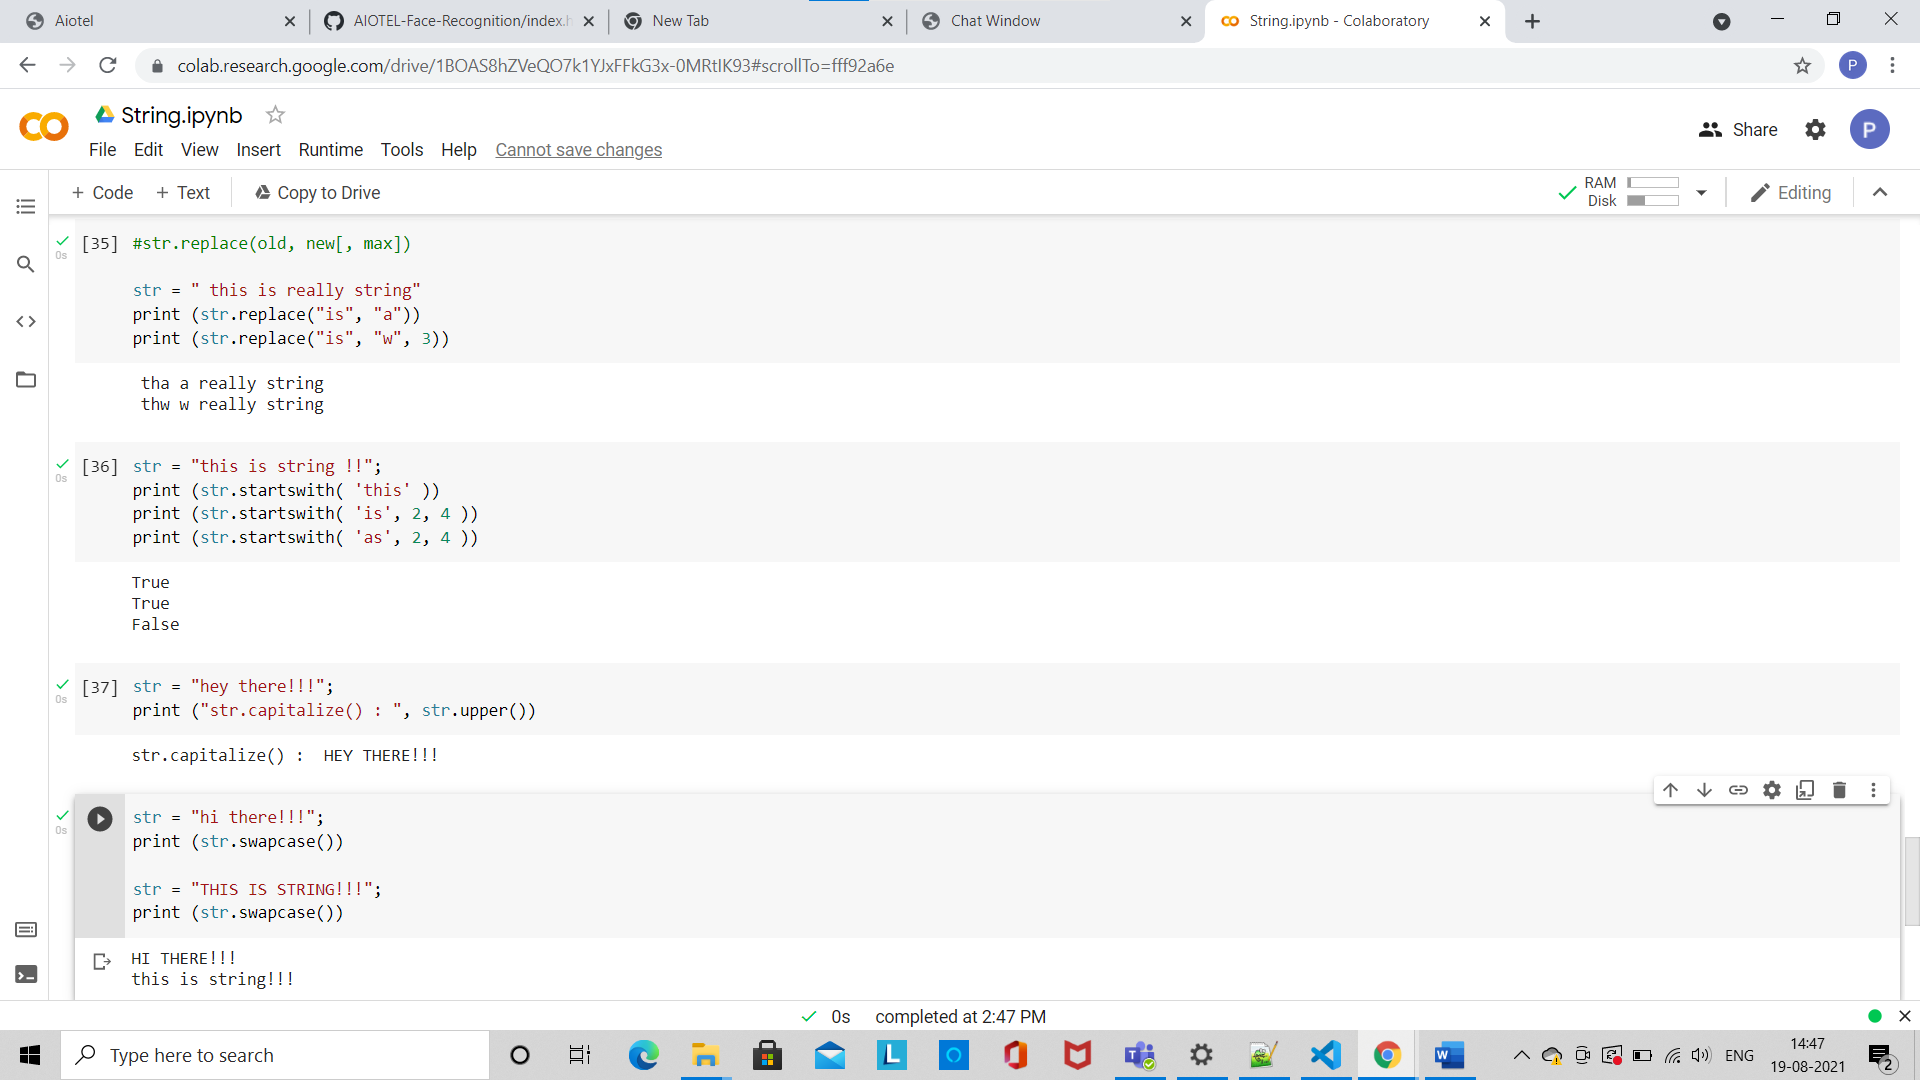 Aiotel
AIOTEL-Face-Recognition/index.h
New Tab
Chat Window
String.ipynb - Colaboratory
colab.research.google.com/drive/1BOAS8hZVeQO7k1YJxFFkG3x-0MRtIK93#scrollTo=fff92a6e
P
String.ipynb
File Edit View Insert Runtime Tools Help Cannot save changes
Share
P
+ Code + Text Copy to Drive
RAM
Disk
Editing
[35] #str.replace(old, new[, max])
0s
str = " this is really string"
print (str.replace("is", "a"))
print (str.replace("is", "w", 3))
tha a really string
thw w really string
[36] str = "this is string !!";
0s
print (str.startswith( 'this' ))
print (str.startswith( 'is', 2, 4 ))
print (str.startswith( 'as', 2, 4 ))
True
True
False
[37] str = "hey there!!!";
0s
print ("str.capitalize() : ", str.upper())
str.capitalize() :  HEY THERE!!!
str = "hi there!!!";
0s
print (str.swapcase())
str = "THIS IS STRING!!!";
print (str.swapcase())
HI THERE!!!
this is string!!!
0s completed at 2:47 PM
Type here to search
ENG
14:47
19-08-2021
2